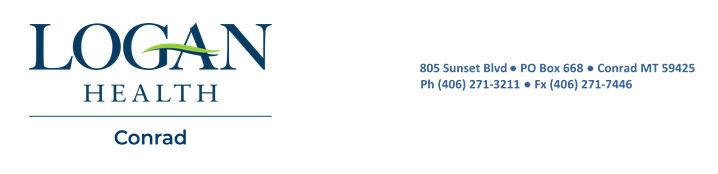 LOGAN
HEALTH
Conrad
805 Sunset Blvd ● PO Box 668 ● Conrad MT 59425
Ph (406) 271-3211 ● Fx (406) 271-7446